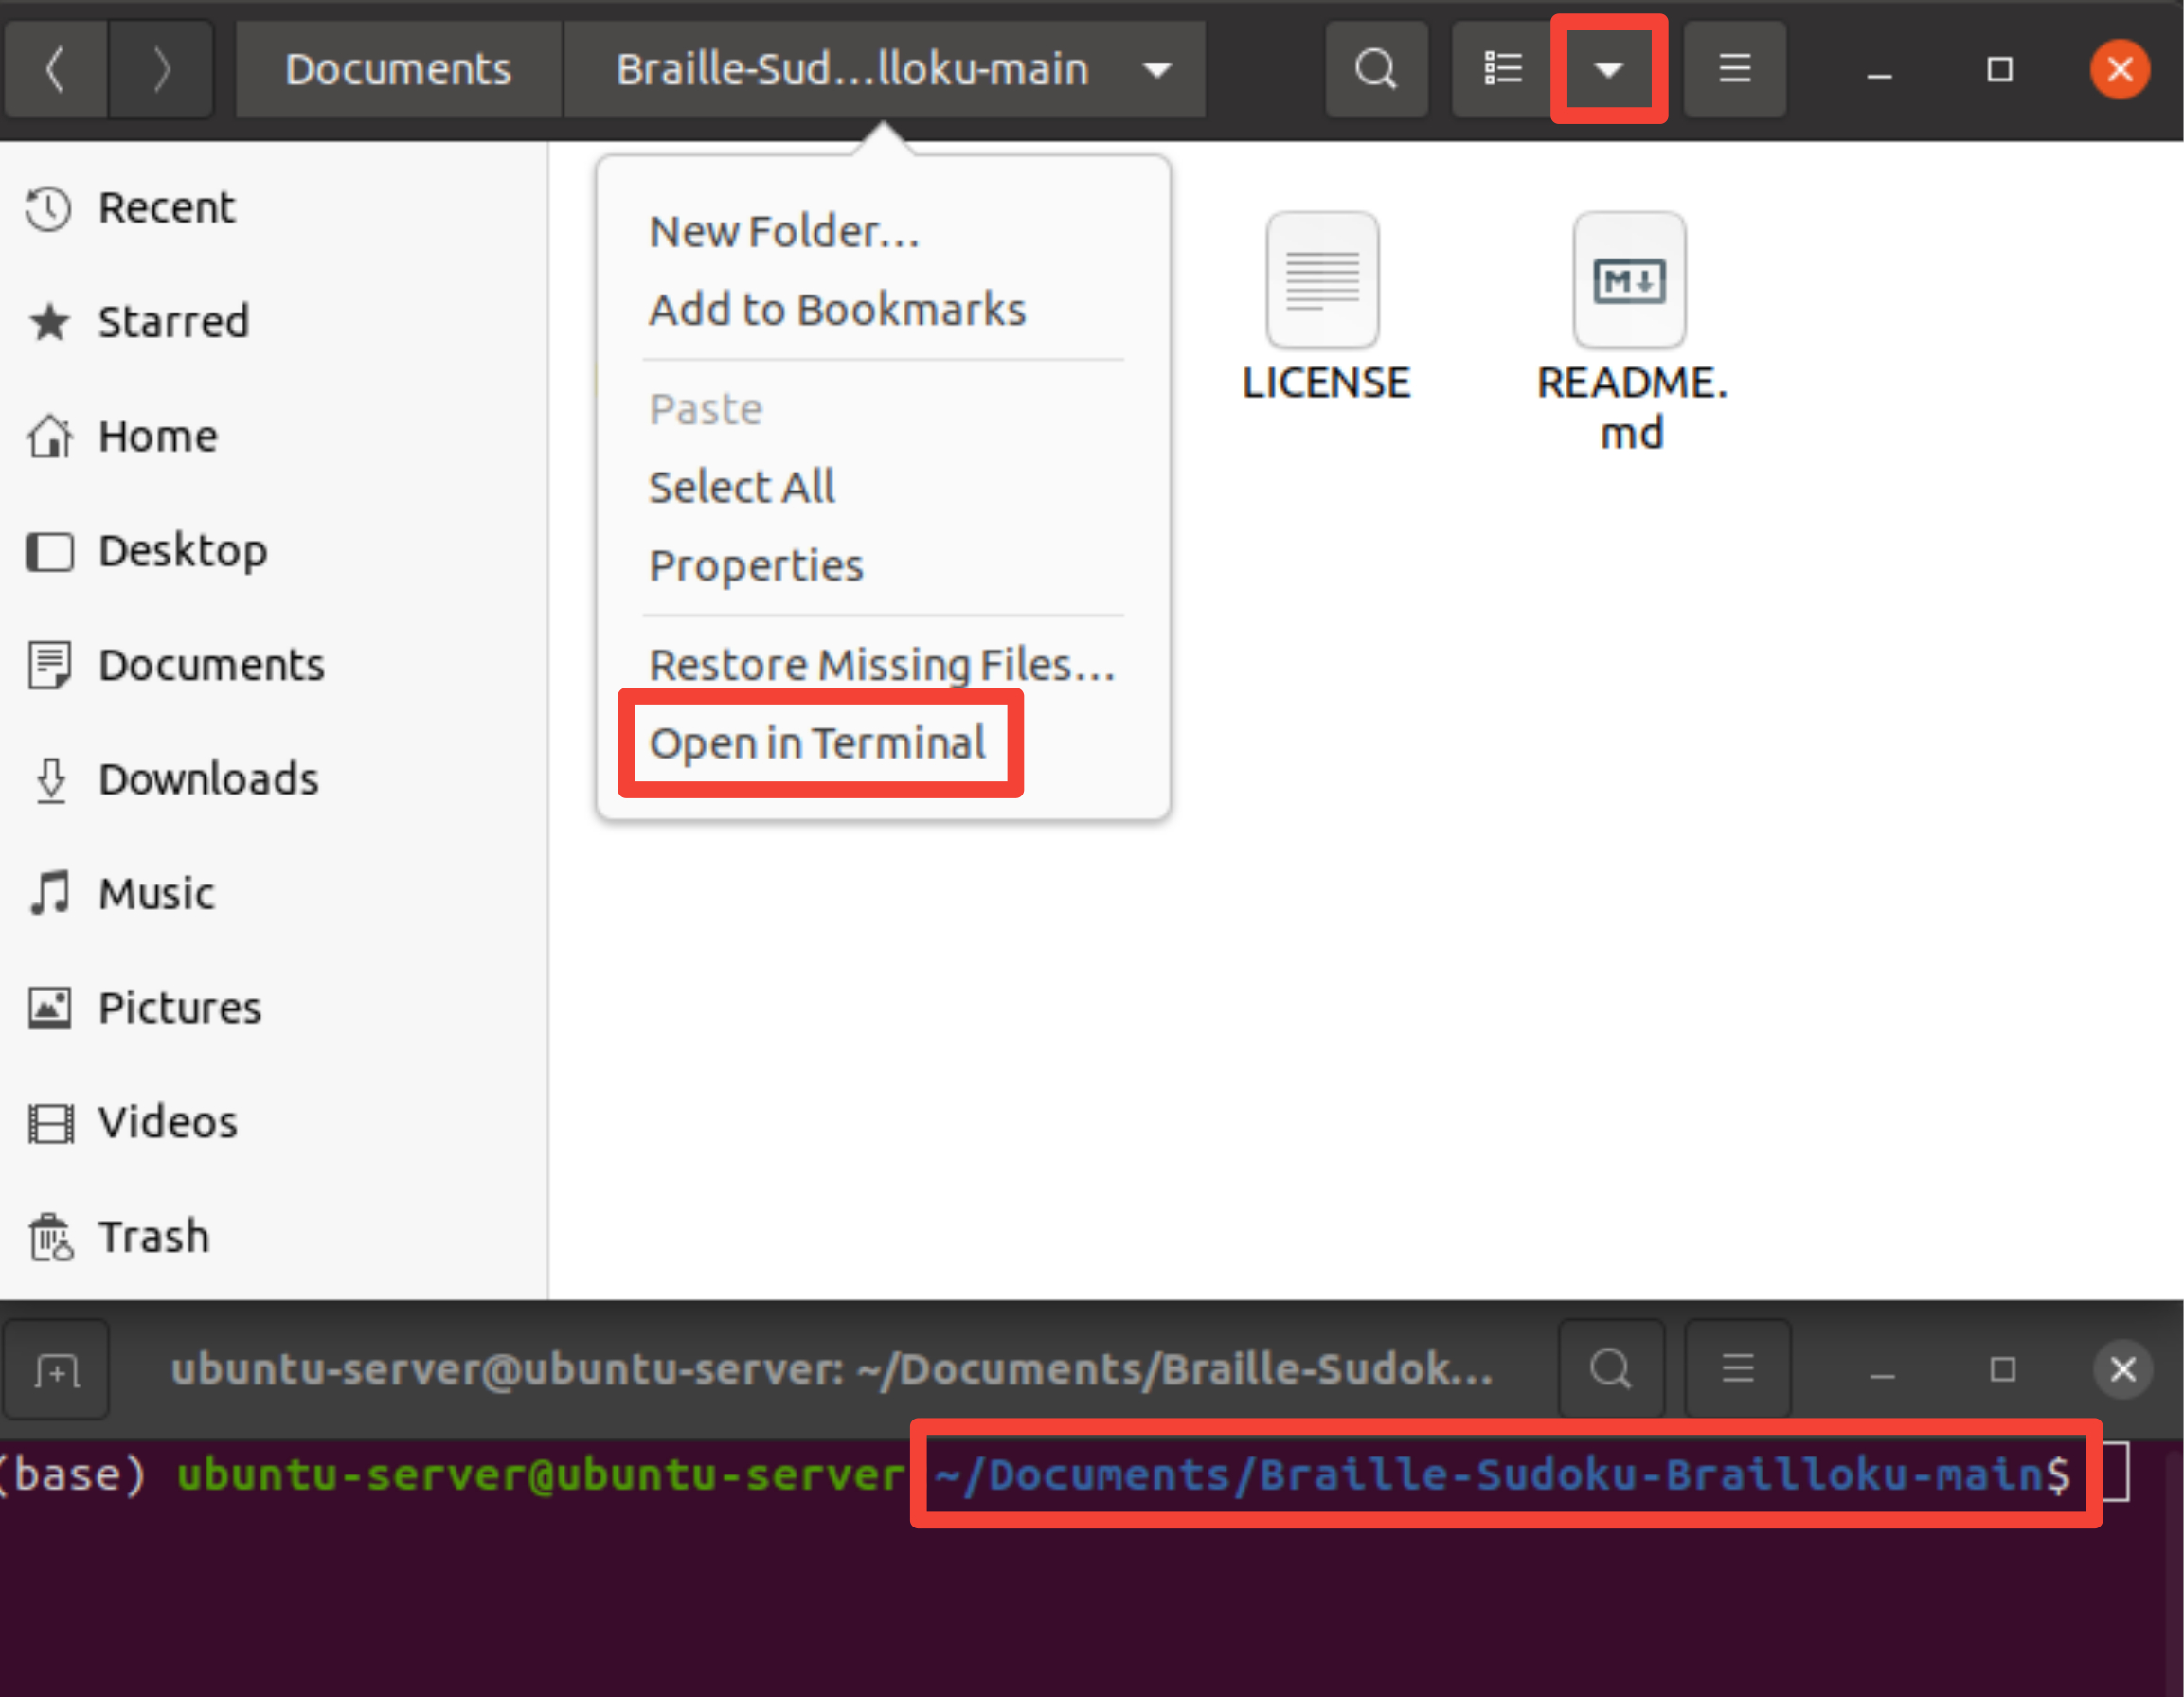 Documents
Braille-Sud...lloku-main
Recent
Starred
Home
Desktop
Documents
Downloads
Music
Pictures
Videos
Trash
New Folder...
Add to Bookmarks
Paste
Select All
Properties
Restore Missing Files...
Open in Terminal
LICENSE
README.
md
ubuntu-server@ubuntu-server: ~/Documents/Braille-Sudok...
(base) ubuntu-server@ubuntu-server ~/Documents/Braille-Sudoku-Brailloku-main$